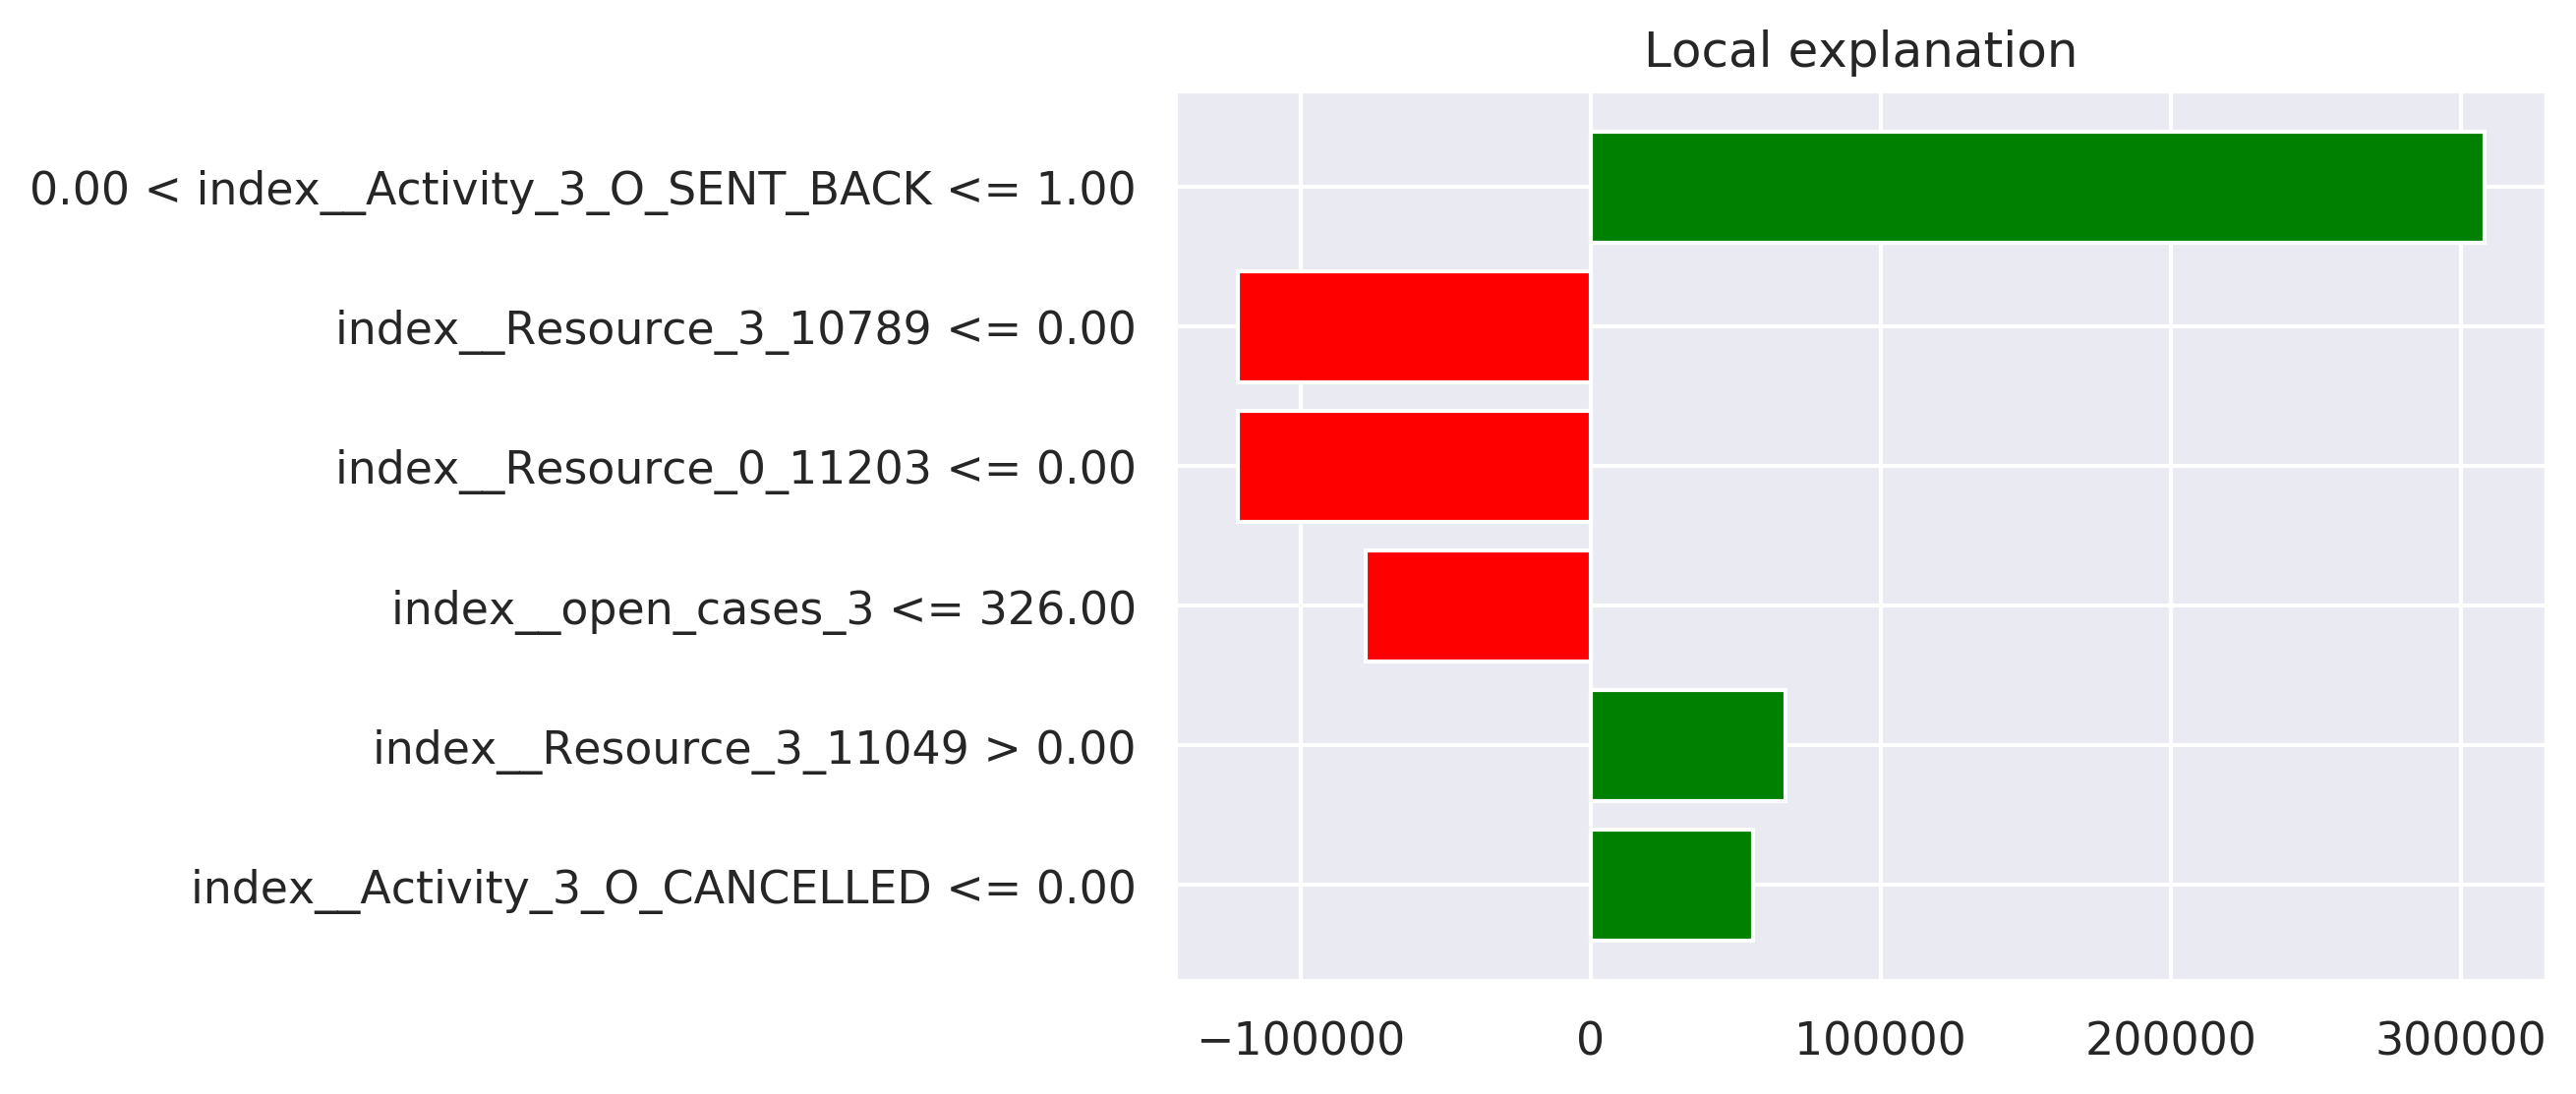 Local explanation
0.00 < index__Activity_3_O_SENT_BACK <= 1.00
index__Resource_3_10789 <= 0.00
index__Resource_0_11203 <= 0.00
index__open_cases_3 <= 326.00
index__Resource_3_11049 > 0.00
index__Activity_3_O_CANCELLED <= 0.00
−100000 0 100000 200000 300000